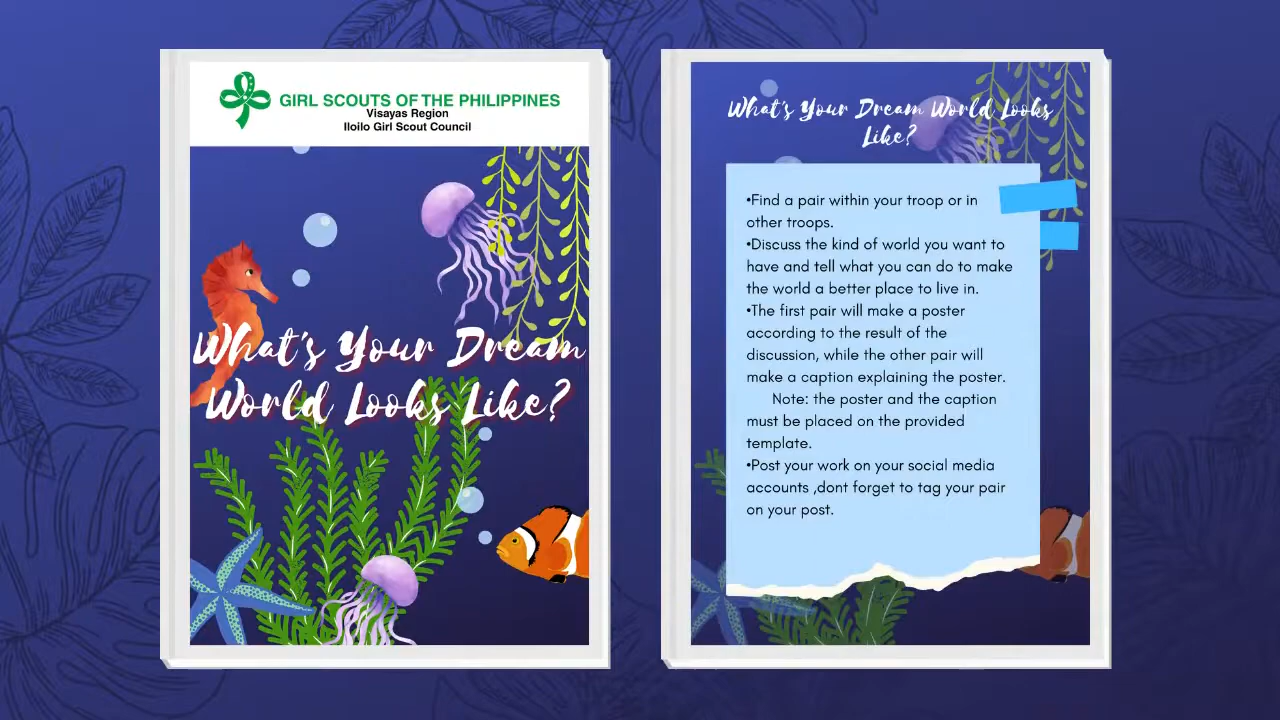 GIRL SCOUTS OF THE PHILIPPINES
Visayas Region
Iloilo Girl Scout Council
What's Your Dream
World Looks Like?
What's Your Dream World Looks
Like?
•Find a pair within your troop or in
other troops.
•Discuss the kind of world you want to
have and tell what you can do to make
the world a better place to live in.
•The first pair will make a poster
according to the result of the
discussion, while the other pair will
make a caption explaining the poster.
Note: the poster and the caption
must be placed on the provided
template.
•Post your work on your social media
accounts ,dont forget to tag your pair
on your post.